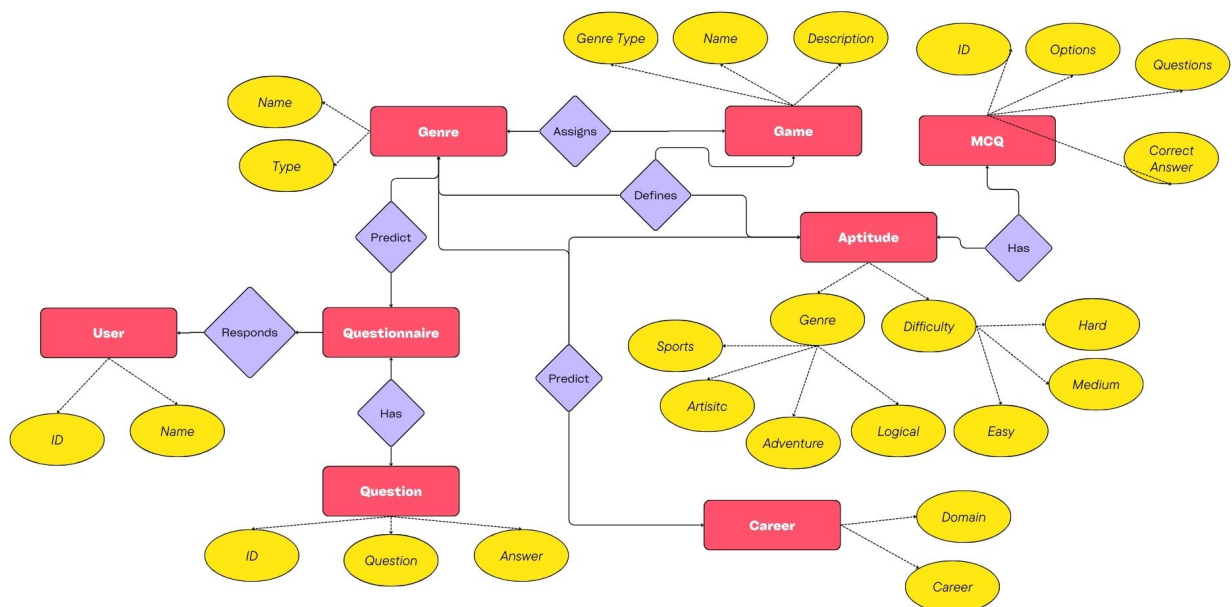 Genre Type
Name
Description
ID
Options
Questions
Name
Genre
Assigns
Game
MCQ
Type
Correct
Answer
Defines
Predict
Aptitude
Has
User
Responds
Questionnaire
Genre
Difficulty
Hard
Sports
Predict
Medium
Artisitc
ID
Name
Has
Adventure
Logical
Easy
Question
Career
Domain
ID
Question
Answer
Career